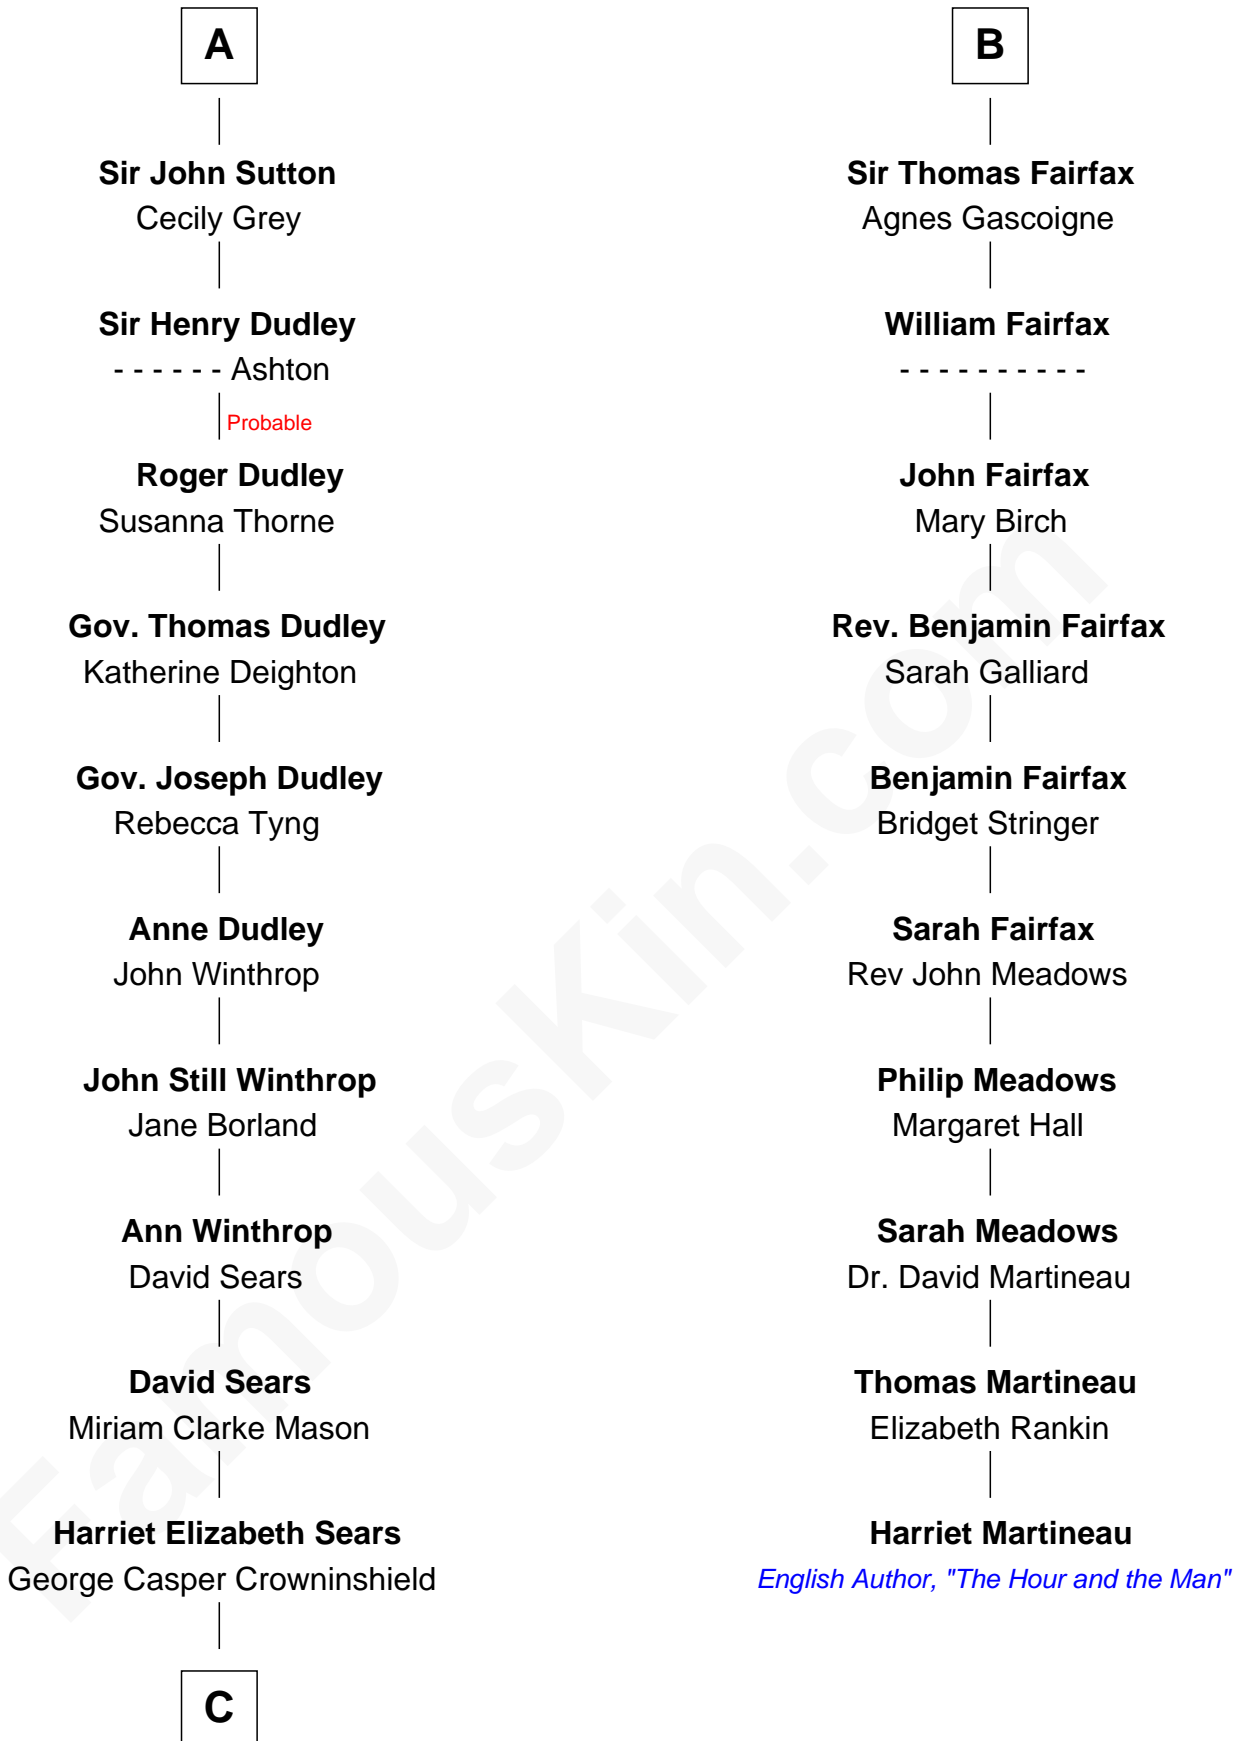 A
Sir John Sutton
Cecily Grey
Sir Henry Dudley
- - - - - - Ashton
Probable
Roger Dudley
Susanna Thorne
Gov. Thomas Dudley
Katherine Deighton
Gov. Joseph Dudley
Rebecca Tyng
Anne Dudley
John Winthrop
John Still Winthrop
Jane Borland
Ann Winthrop
David Sears
David Sears
Miriam Clarke Mason
Harriet Elizabeth Sears
George Casper Crowninshield
C
B
Sir Thomas Fairfax
Agnes Gascoigne
William Fairfax
- - - - - - - - - -
John Fairfax
Mary Birch
Rev. Benjamin Fairfax
Sarah Galliard
Benjamin Fairfax
Bridget Stringer
Sarah Fairfax
Rev John Meadows
Philip Meadows
Margaret Hall
Sarah Meadows
Dr. David Martineau
Thomas Martineau
Elizabeth Rankin
Harriet Martineau
English Author, "The Hour and the Man"
FamousKin.com